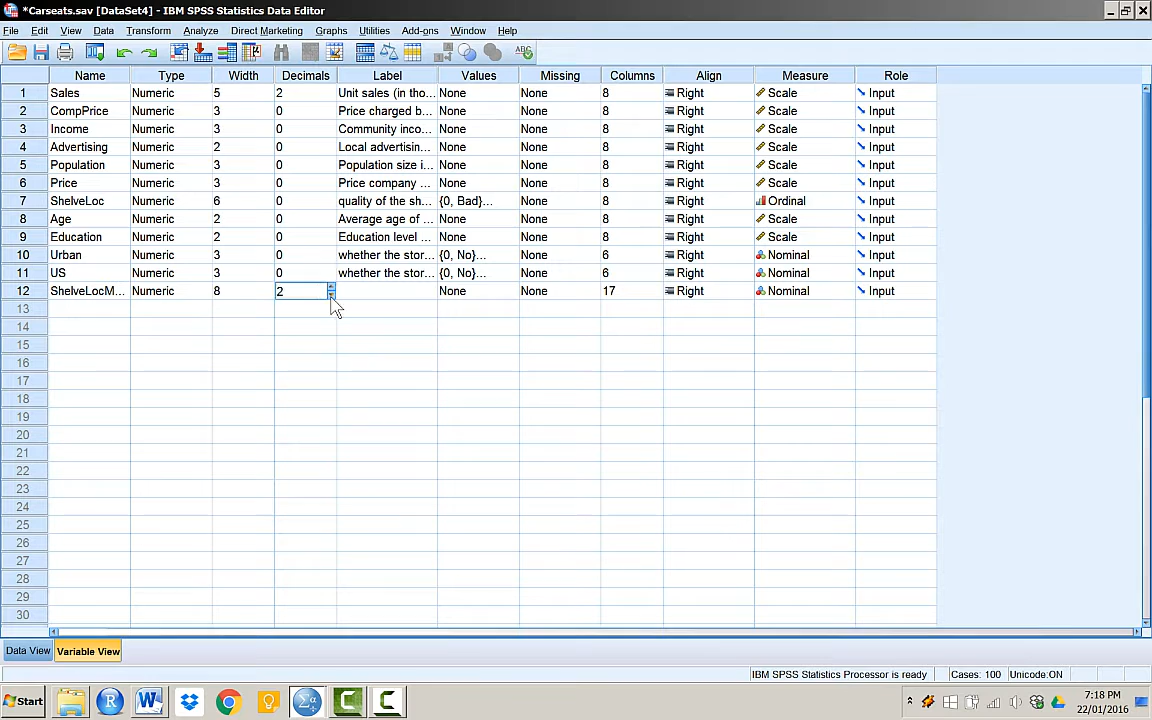 *Carseats.sav [DataSet4] - IBM SPSS Statistics Data Editor
File Edit View Data Transform Analyze Direct Marketing Graphs Utilities Add-ons Window Help
Name Type Width Decimals Label Values Missing Columns Align Measure Role
1 Sales Numeric 5 2 Unit sales (in tho... None None 8 Right Scale Input
2 CompPrice Numeric 3 0 Price charged b... None None 8 Right Scale Input
3 Income Numeric 3 0 Community inco... None None 8 Right Scale Input
4 Advertising Numeric 2 0 Local advertisin... None None 8 Right Scale Input
5 Population Numeric 3 0 Population size i... None None 8 Right Scale Input
6 Price Numeric 3 0 Price company ... None None 8 Right Scale Input
7 ShelveLoc Numeric 6 0 quality of the sh... {0, Bad}... None 8 Right Ordinal Input
8 Age Numeric 2 0 Average age of ... None None 8 Right Scale Input
9 Education Numeric 2 0 Education level ... None None 8 Right Scale Input
10 Urban Numeric 3 0 whether the stor... {0, No}... None 6 Right Nominal Input
11 US Numeric 3 0 whether the stor... {0, No}... None 6 Right Nominal Input
12 ShelveLocM... Numeric 8 2 None None 17 Right Nominal Input
13
14
15
16
17
18
19
20
21
22
23
24
25
26
27
28
29
30
Data View Variable View
IBM SPSS Statistics Processor is ready Cases: 100 Unicode:ON
Start
7:18 PM
22/01/2016